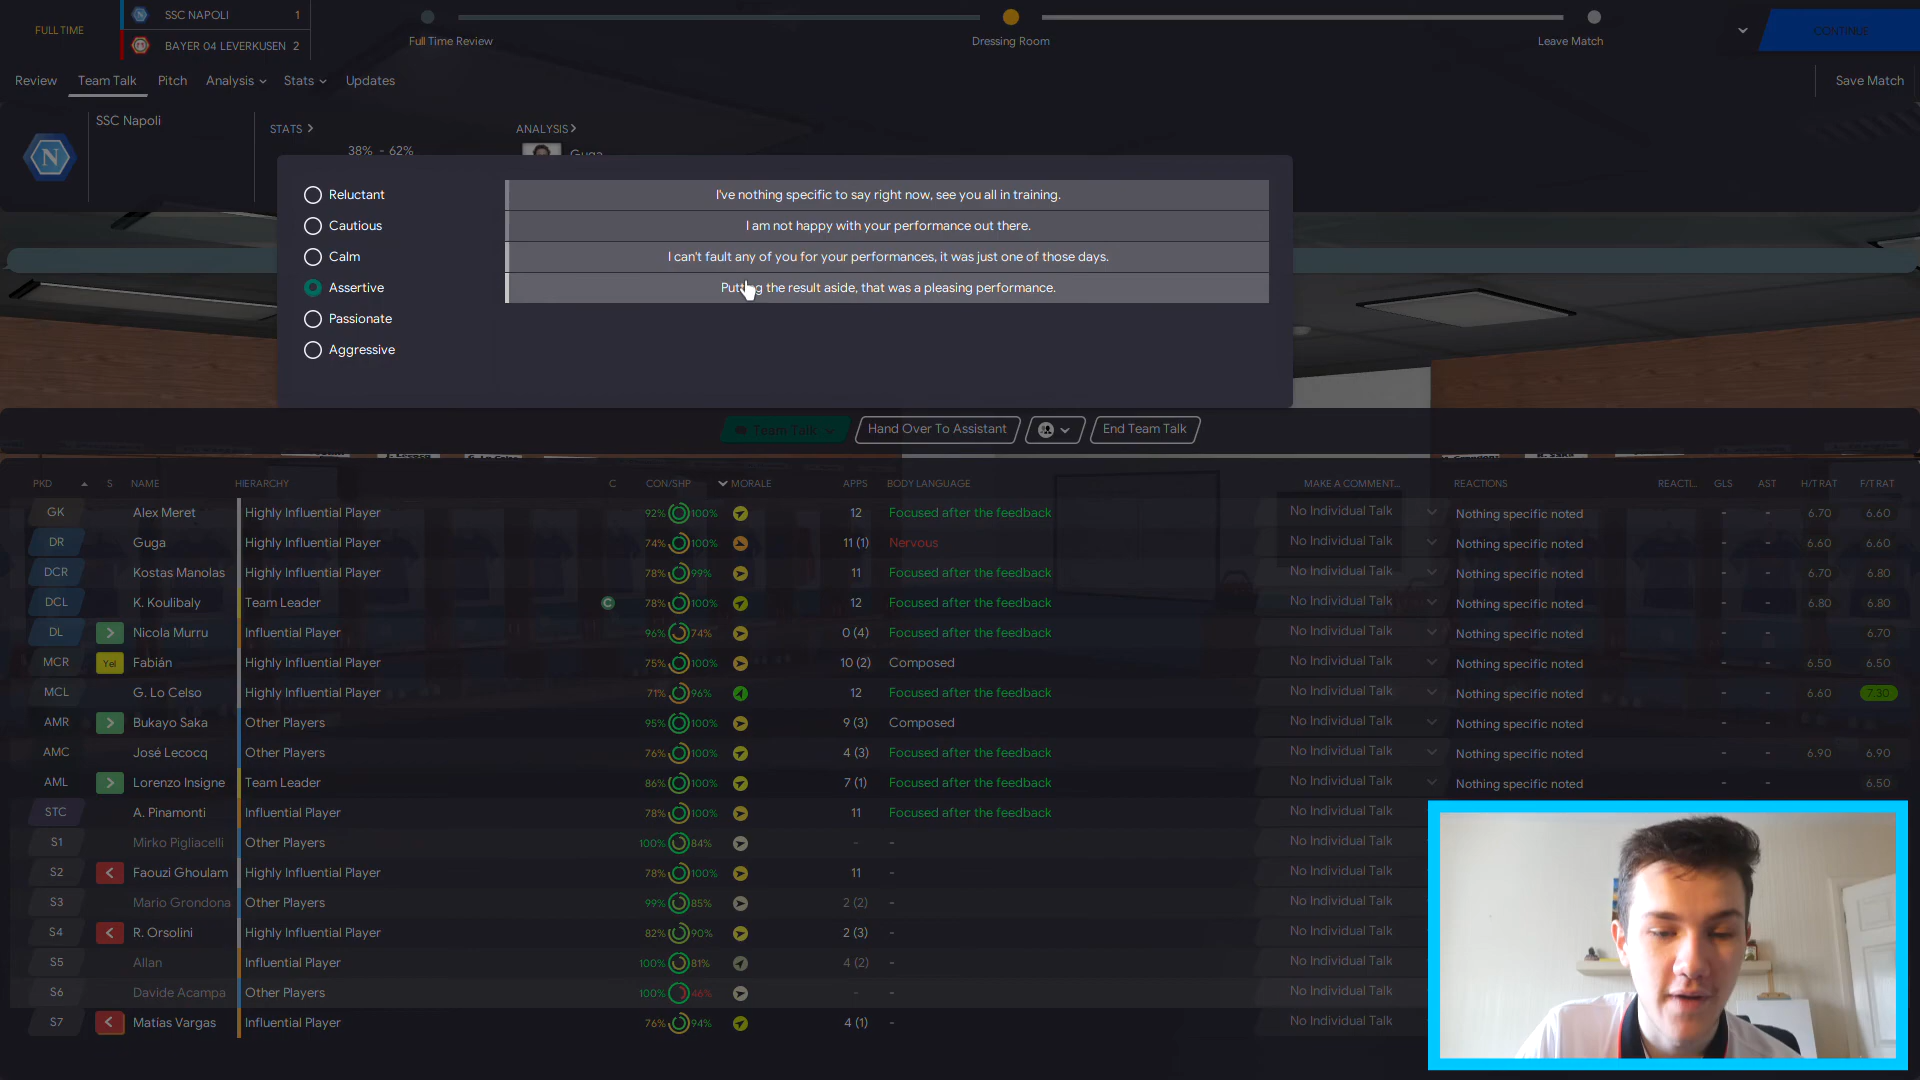 FULL TIME
SSC NAPOLI 1
BAYER 04 LEVERKUSEN 2
Full Time Review
Dressing Room
Leave Match
CONTINUE
Review Team Talk Pitch Analysis Stats Updates
Save Match
SSC Napoli
STATS
38% - 62%
ANALYSIS
Guga
Reluctant
Cautious
Calm
Assertive
Passionate
Aggressive
I've nothing specific to say right now, see you all in training.
I am not happy with your performance out there.
I can't fault any of you for your performances, it was just one of those days.
Putting the result aside, that was a pleasing performance.
Team Talk Hand Over To Assistant End Team Talk
PKD S NAME HIERARCHY C CON/SHP MORALE APPS BODY LANGUAGE MAKE A COMMENT... REACTIONS REACTI... GLS AST H/T RAT F/T RAT
GK Alex Meret Highly Influential Player 92% 100% 12 Focused after the feedback No Individual Talk Nothing specific noted - - 6.70 6.60
DR Guga Highly Influential Player 74% 100% 11 (1) Nervous No Individual Talk Nothing specific noted - - 6.60 6.60
DCR Kostas Manolas Highly Influential Player 78% 99% 11 Focused after the feedback No Individual Talk Nothing specific noted - - 6.70 6.80
DCL K. Koulibaly Team Leader C 78% 100% 12 Focused after the feedback No Individual Talk Nothing specific noted - - 6.80 6.80
DL Nicola Murru Influential Player 96% 74% 0 (4) Focused after the feedback No Individual Talk Nothing specific noted - - 6.70
MCR Yel Fabián Highly Influential Player 75% 100% 10 (2) Composed No Individual Talk Nothing specific noted - - 6.50 6.50
MCL G. Lo Celso Highly Influential Player 71% 96% 12 Focused after the feedback No Individual Talk Nothing specific noted - - 6.60 7.30
AMR Bukayo Saka Other Players 95% 100% 9 (3) Composed No Individual Talk Nothing specific noted - -
AMC José Lecocq Other Players 76% 100% 4 (3) Focused after the feedback No Individual Talk Nothing specific noted - - 6.90 6.90
AML Lorenzo Insigne Team Leader 86% 100% 7 (1) Focused after the feedback No Individual Talk Nothing specific noted - - 6.50
STC A. Pinamonti Influential Player 78% 100% 11 Focused after the feedback No Individual Talk
S1 Mirko Pigliacelli Other Players 100% 84% - - No Individual Talk
S2 Faouzi Ghoulam Highly Influential Player 78% 100% 11 - No Individual Talk
S3 Mario Grondona Other Players 99% 85% 2 (2) - No Individual Talk
S4 R. Orsolini Highly Influential Player 82% 90% 2 (3) - No Individual Talk
S5 Allan Influential Player 100% 81% 4 (2) - No Individual Talk
S6 Davide Acampa Other Players 100% 46% - - No Individual Talk
S7 Matías Vargas Influential Player 76% 94% 4 (1) - No Individual Talk